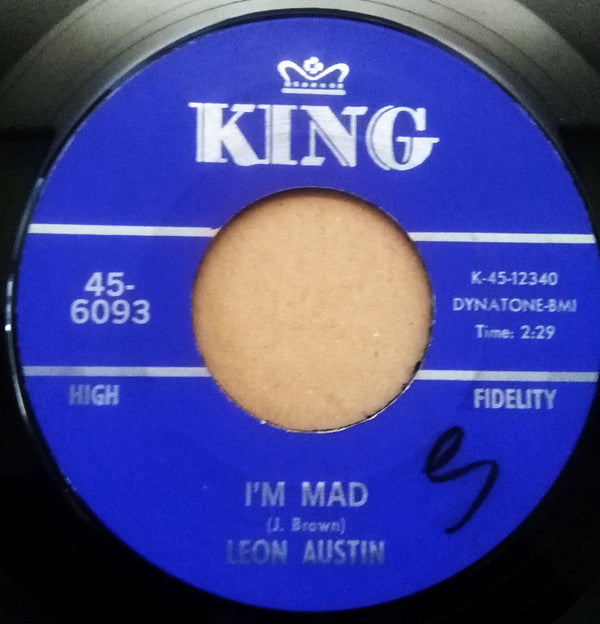 KING
45-
6093
K-45-12340
DYNATONE-BMI
Time: 2:29
HIGH
FIDELITY
I'M MAD
(J. Brown)
LEON AUSTIN